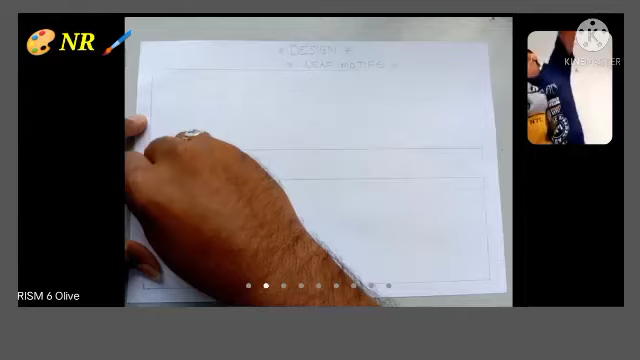 NR
KINEMASTER
DESIGN
LEAF MOTIFS
RISM 6 Olive